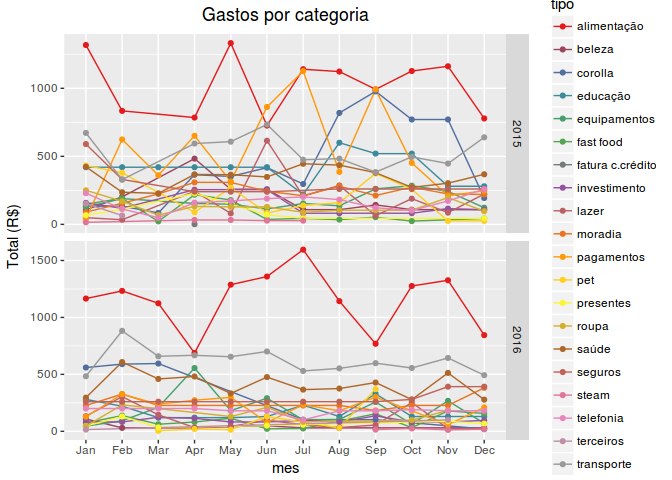 Gastos por categoria
Total (R$)
1000
500
0
2015
1500
1000
500
0
2016
Jan Feb Mar Apr May Jun Jul Aug Sep Oct Nov Dec
mes
tipo
alimentação
beleza
corolla
educação
equipamentos
fast food
fatura c.crédito
investimento
lazer
moradia
pagamentos
pet
presentes
roupa
saúde
seguros
steam
telefonia
terceiros
transporte